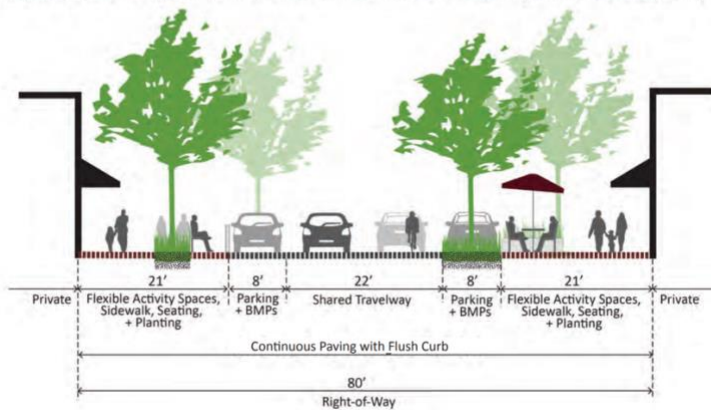 21'
8'
22'
8'
21'
Private
Flexible Activity Spaces,
Sidewalk, Seating,
+ Planting
Parking
+ BMPs
Shared Travelway
Parking
+ BMPs
Flexible Activity Spaces,
Sidewalk, Seating,
+ Planting
Private
Continuous Paving with Flush Curb
80'
Right-of-Way